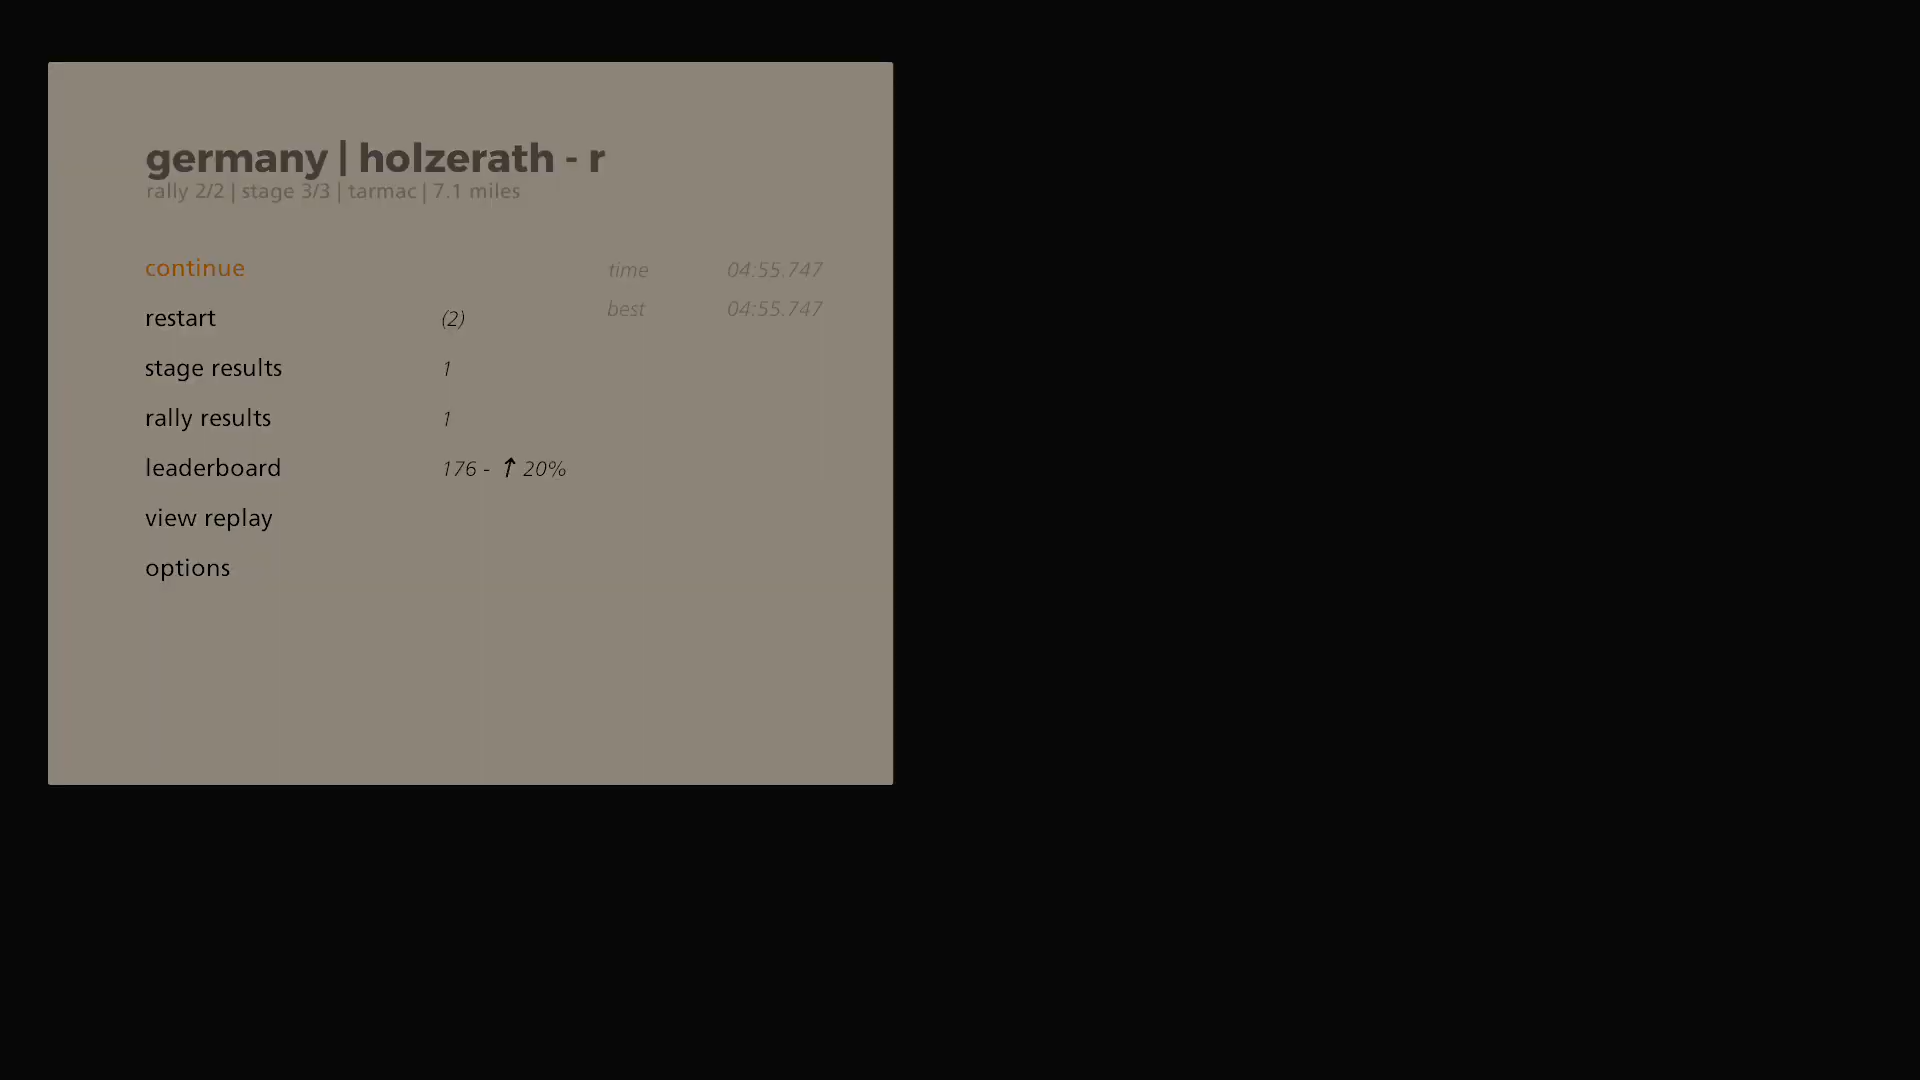 germany | holzerath - r
rally 2/2 | stage 3/3 | tarmac | 7.1 miles
continue
time 04:55.747
best 04:55.747
restart (2)
stage results 1
rally results 1
leaderboard 176 - ↑ 20%
view replay
options